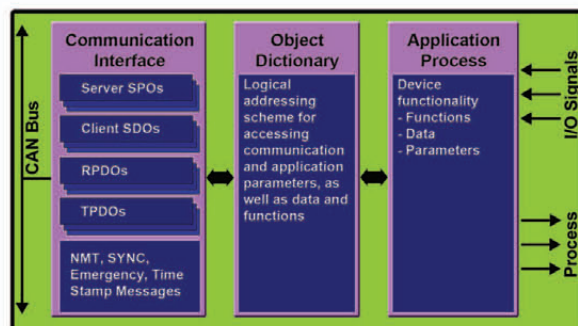 CAN Bus
Communication
Interface
Server SPOs
Client SDOs
RPDOs
TPDOs
NMT, SYNC,
Emergency, Time
Stamp Messages
Object
Dictionary
Logical
addressing
scheme for
accessing
communication
and application
parameters, as
well as data and
functions
Application
Process
Device
functionality
- Functions
- Data
- Parameters
I/O Signals
Process